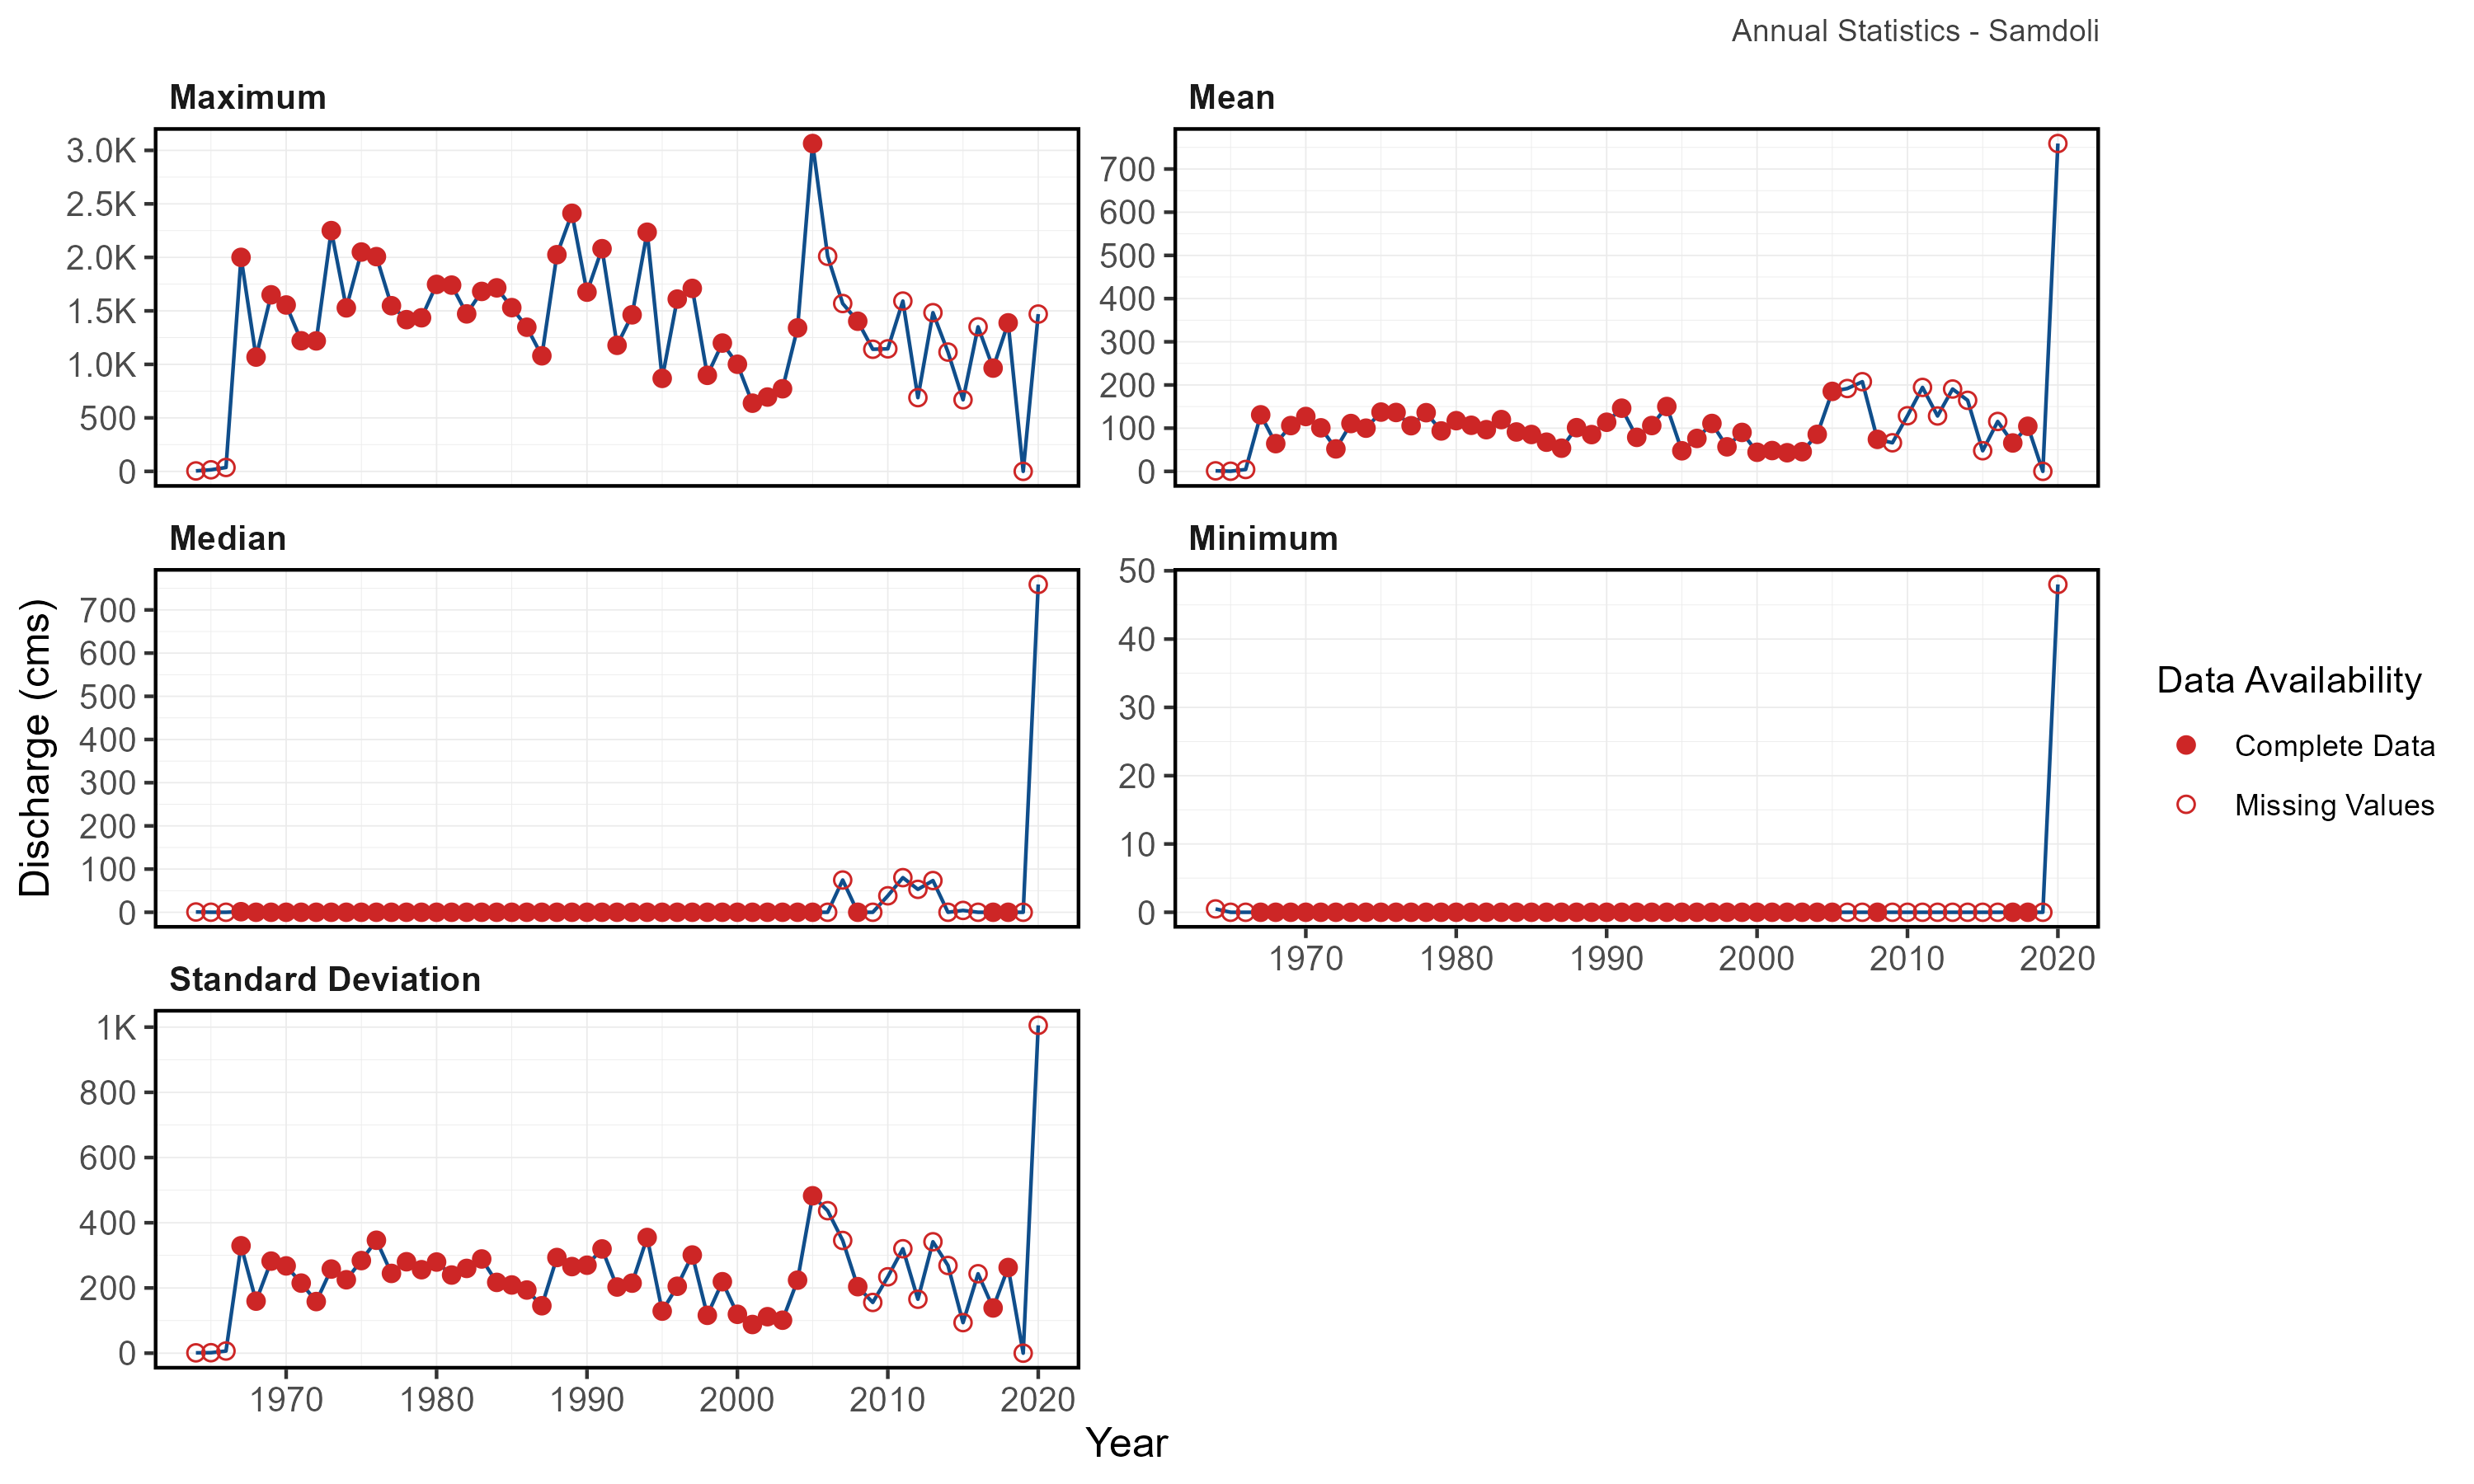 Annual Statistics - Samdoli
Maximum
3.0K
2.5K
2.0K
1.5K
1.0K
500
0
Mean
700
600
500
400
300
200
100
0
Discharge (cms)
Median
700
600
500
400
300
200
100
0
Minimum
50
40
30
20
10
0
1970 1980 1990 2000 2010 2020
Standard Deviation
1K
800
600
400
200
0
1970 1980 1990 2000 2010 2020
Year
Data Availability
Complete Data
Missing Values